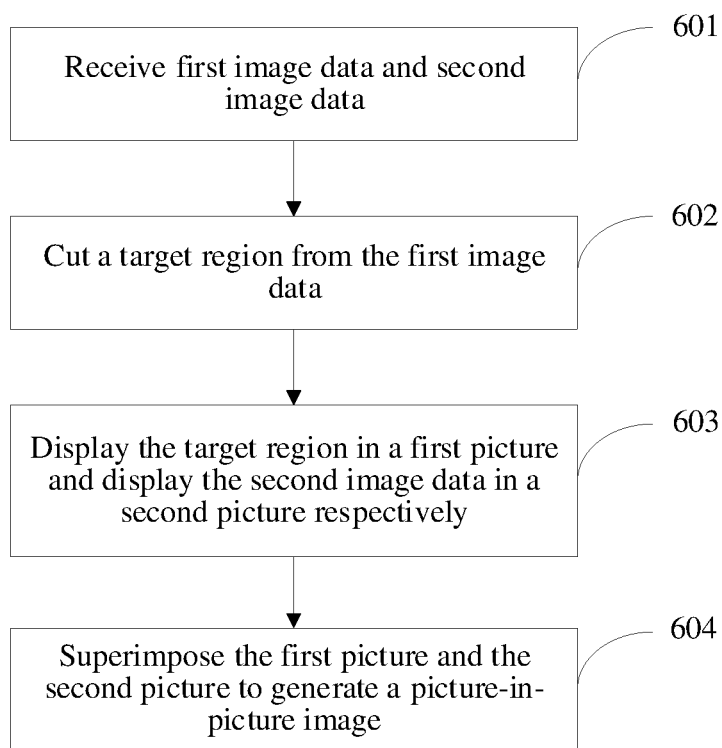 601
Receive first image data and second
image data
602
Cut a target region from the first image
data
603
Display the target region in a first picture
and display the second image data in a
second picture respectively
604
Superimpose the first picture and the
second picture to generate a picture-in-
picture image